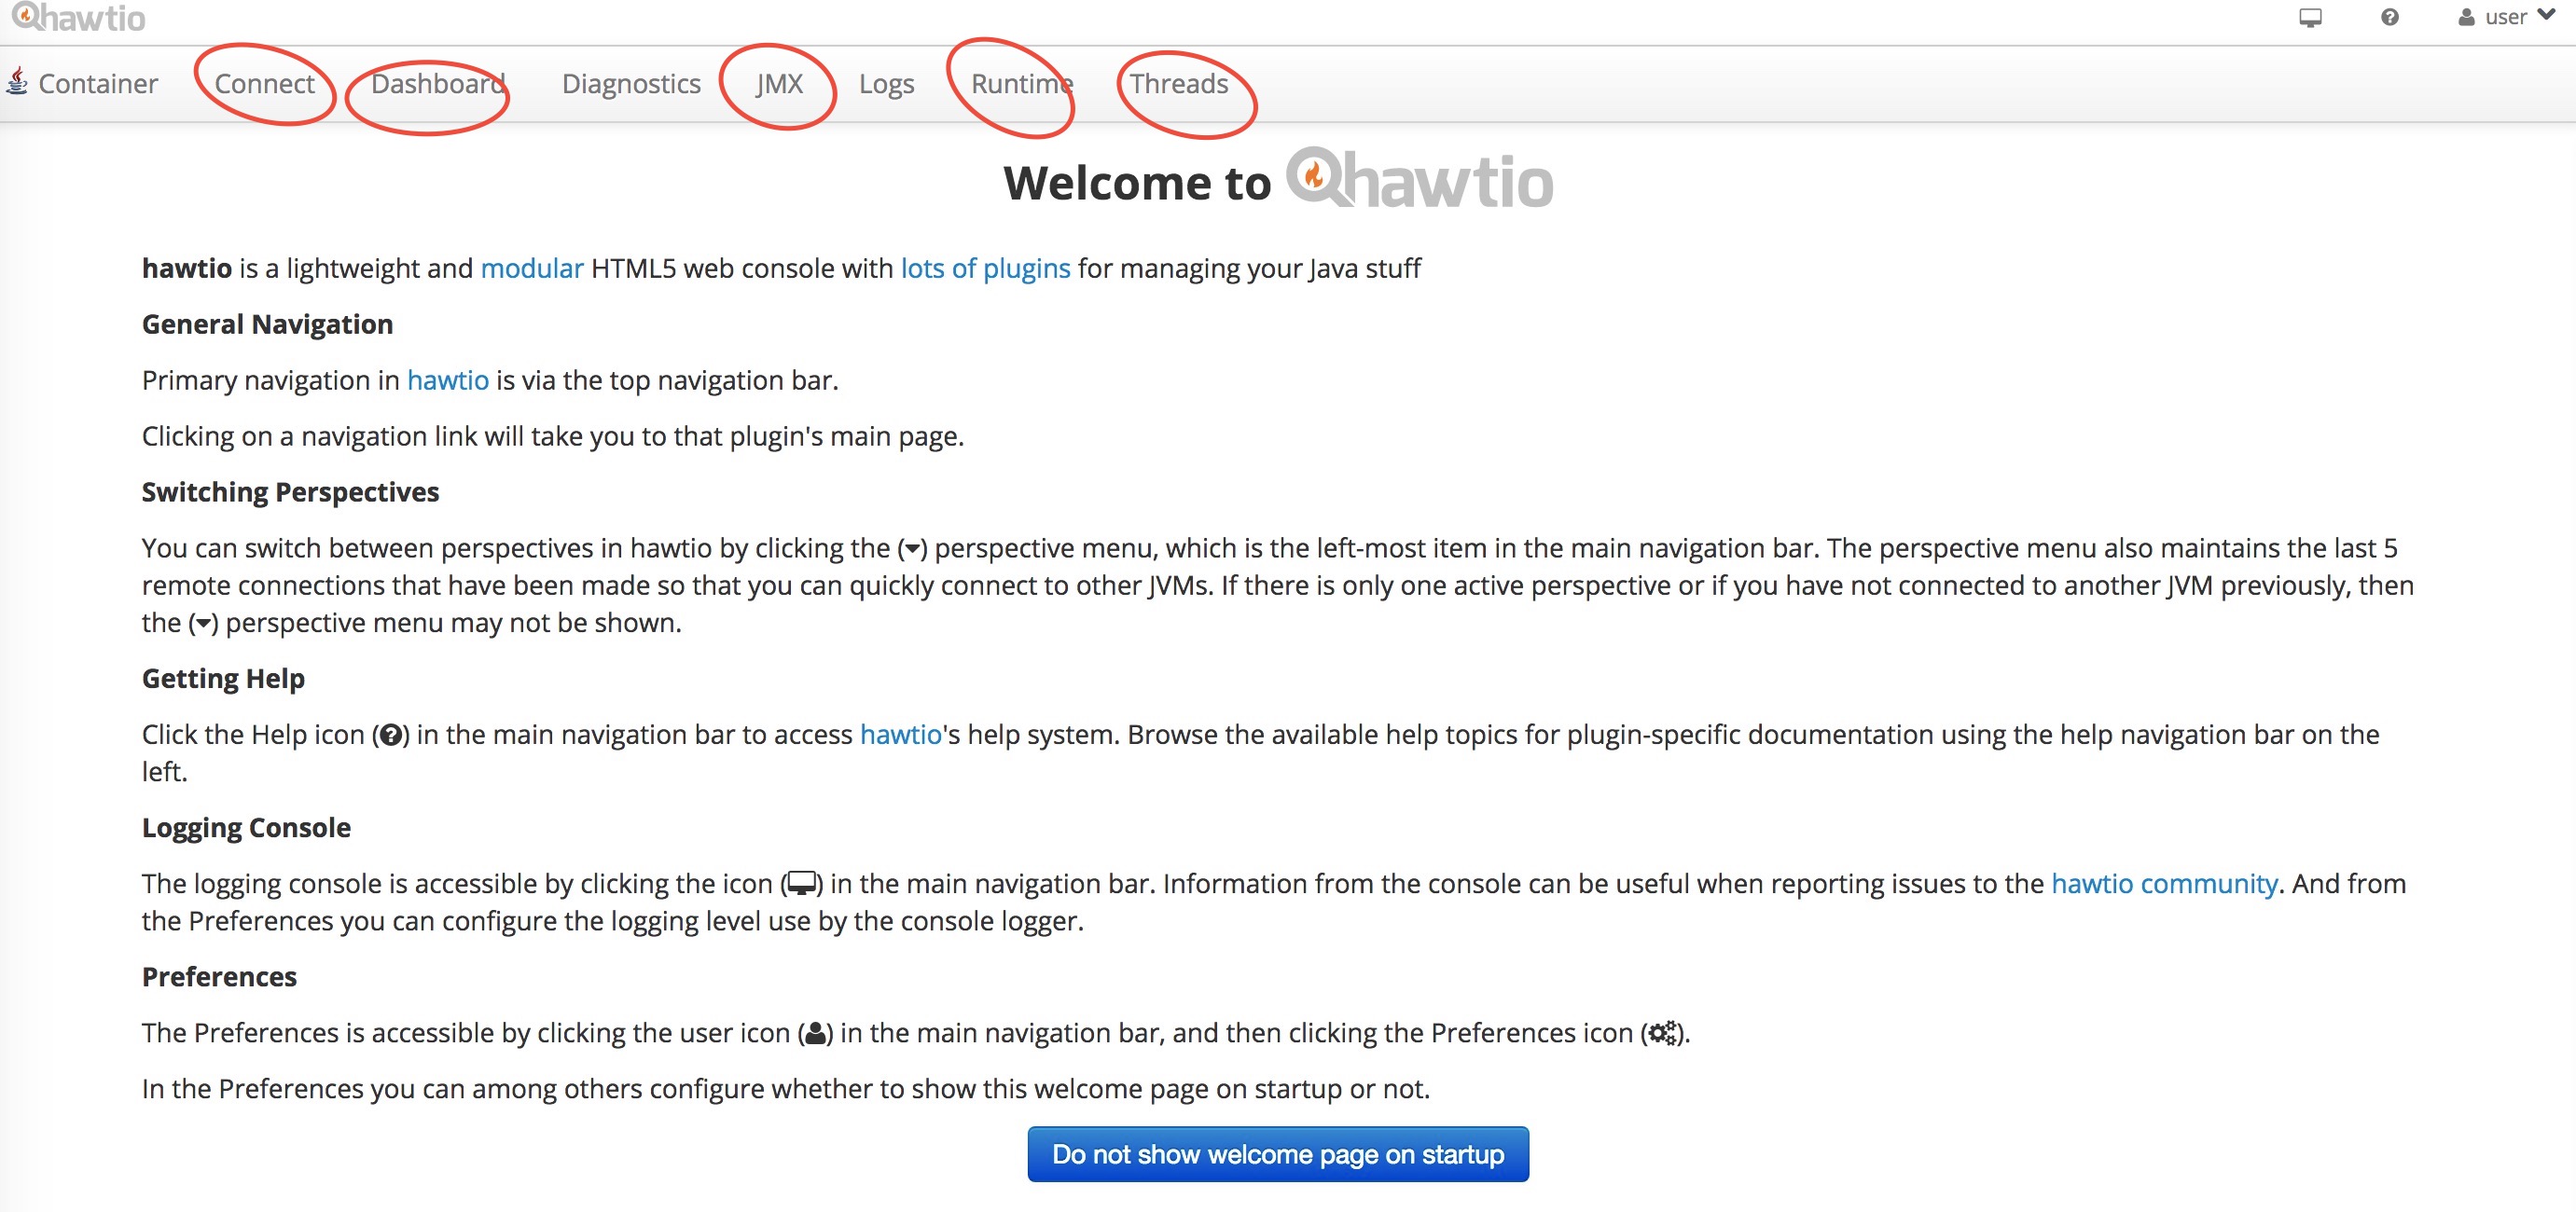 hawtio user
Container Connect Dashboard Diagnostics JMX Logs Runtime Threads
Welcome to hawtio
hawtio is a lightweight and modular HTML5 web console with lots of plugins for managing your Java stuff
General Navigation
Primary navigation in hawtio is via the top navigation bar.
Clicking on a navigation link will take you to that plugin's main page.
Switching Perspectives
You can switch between perspectives in hawtio by clicking the () perspective menu, which is the left-most item in the main navigation bar. The perspective menu also maintains the last 5
remote connections that have been made so that you can quickly connect to other JVMs. If there is only one active perspective or if you have not connected to another JVM previously, then
the () perspective menu may not be shown.
Getting Help
Click the Help icon (?) in the main navigation bar to access hawtio's help system. Browse the available help topics for plugin-specific documentation using the help navigation bar on the
left.
Logging Console
The logging console is accessible by clicking the icon () in the main navigation bar. Information from the console can be useful when reporting issues to the hawtio community. And from
the Preferences you can configure the logging level use by the console logger.
Preferences
The Preferences is accessible by clicking the user icon () in the main navigation bar, and then clicking the Preferences icon ().
In the Preferences you can among others configure whether to show this welcome page on startup or not.
Do not show welcome page on startup